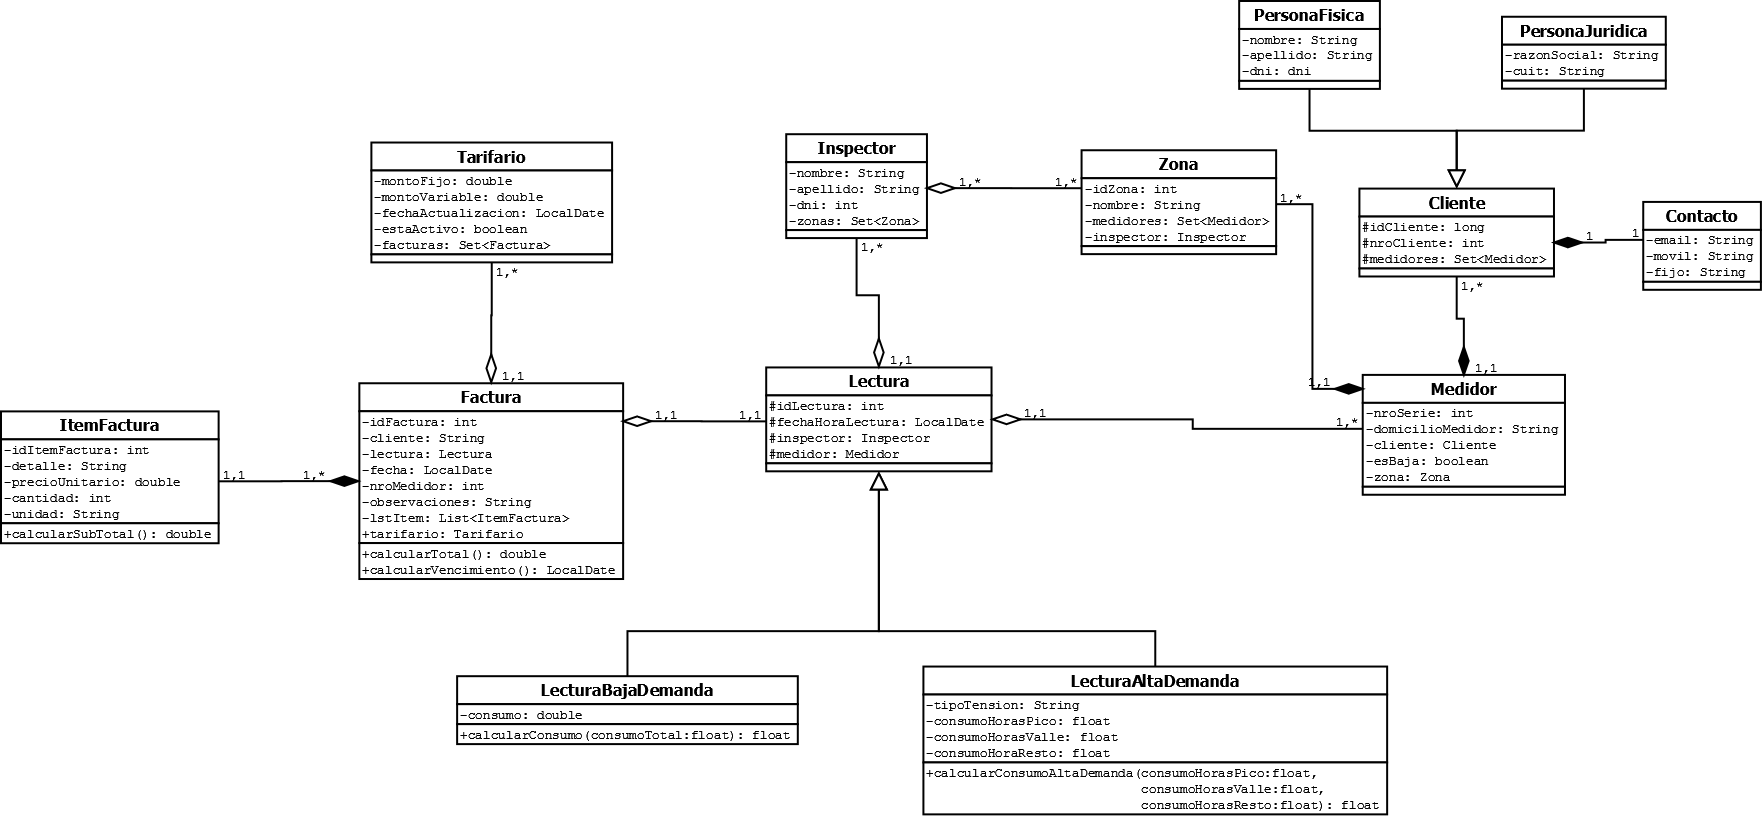 PersonaFisica
-nombre: String
-apellido: String
-dni: dni
PersonaJuridica
-razonSocial: String
-cuit: String
Tarifario
-montoFijo: double
-montoVariable: double
-fechaActualizacion: LocalDate
-estaActivo: boolean
-facturas: Set<Factura>
1,*
1,1
Inspector
-nombre: String
-apellido: String
-dni: int
-zonas: Set<Zona>
1,*
1,*
1,*
1,1
Zona
-idZona: int
-nombre: String
-medidores: Set<Medidor>
-inspector: Inspector
1,*
1,1
Cliente
#idCliente: long
#nroCliente: int
#medidores: Set<Medidor>
1
1
1,*
1,1
Contacto
-email: String
-movil: String
-fijo: String
ItemFactura
-idItemFactura: int
-detalle: String
-precioUnitario: double
-cantidad: int
-unidad: String
+calcularSubTotal(): double
1,1
1,*
Factura
-idFactura: int
-cliente: String
-lectura: Lectura
-fecha: LocalDate
-nroMedidor: int
-observaciones: String
-lstItem: List<ItemFactura>
+tarifario: Tarifario
+calcularTotal(): double
+calcularVencimiento(): LocalDate
1,1
1,1
Lectura
#idLectura: int
#fechaHoraLectura: LocalDate
#inspector: Inspector
#medidor: Medidor
1,1
1,*
Medidor
-nroSerie: int
-domicilioMedidor: String
-cliente: Cliente
-esBaja: boolean
-zona: Zona
LecturaBajaDemanda
-consumo: double
+calcularConsumo(consumoTotal:float): float
LecturaAltaDemanda
-tipoTension: String
-consumoHorasPico: float
-consumoHorasValle: float
-consumoHoraResto: float
+calcularConsumoAltaDemanda(consumoHorasPico:float,
consumoHorasValle:float,
consumoHorasResto:float): float